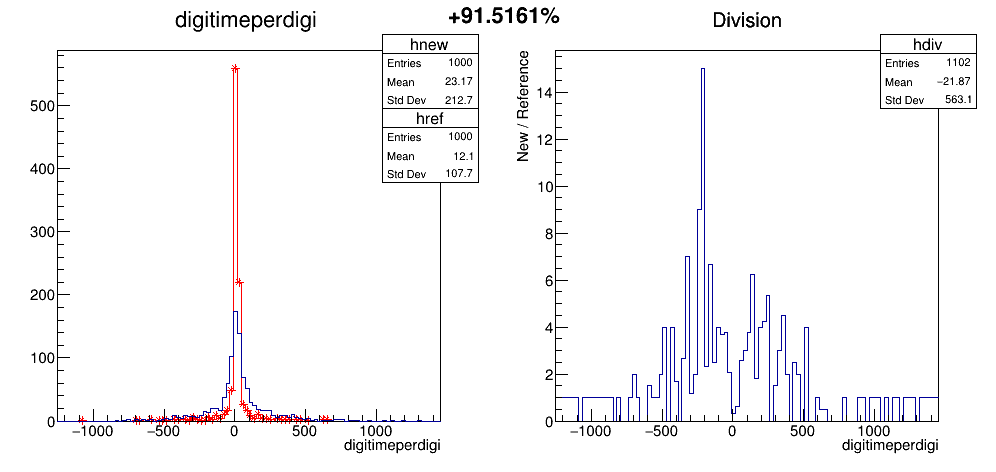 +91.5161%
digitimeperdigi
hnew
Entries 1000
Mean 23.17
Std Dev 212.7
href
Entries 1000
Mean 12.1
Std Dev 107.7
500
400
300
200
100
0
−1000 −500 0 500 1000
digitimeperdigi
Division
hdiv
Entries 1102
Mean −21.87
Std Dev 563.1
New / Reference
14
12
10
8
6
4
2
0
−1000 −500 0 500 1000
digitimeperdigi